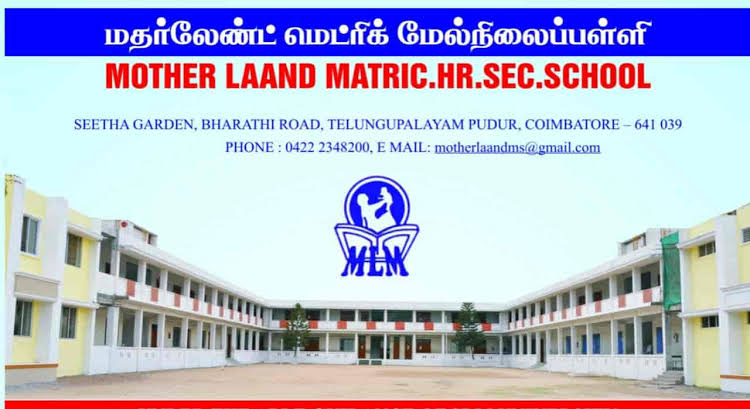 மதர்லேண்ட் மெட்ரிக் மேல்நிலைப்பள்ளி
MOTHER LAAND MATRIC.HR.SEC.SCHOOL
SEETHA GARDEN, BHARATHI ROAD, TELUNGUPALAYAM PUDUR, COIMBATORE – 641 039
PHONE : 0422 2348200, E MAIL: motherlaandms@gmail.com
MLM